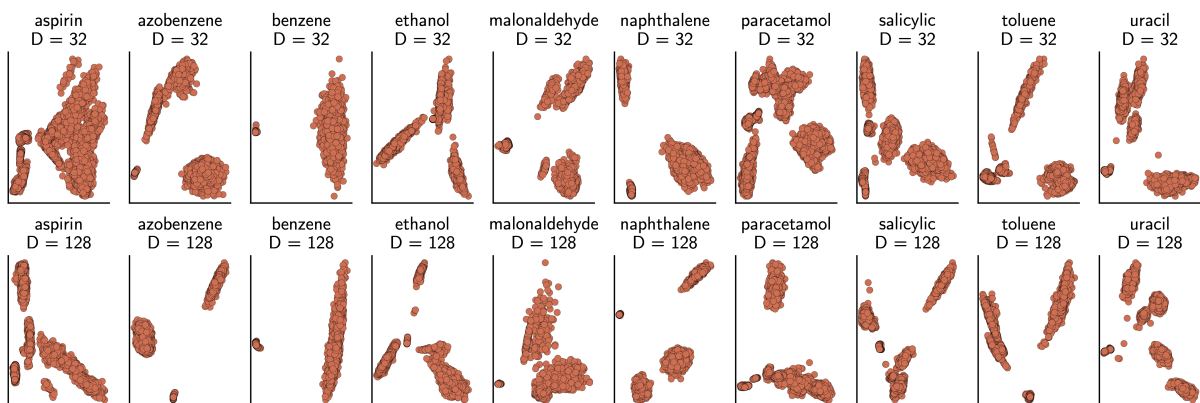 aspirin
D = 32
azobenzene
D = 32
benzene
D = 32
ethanol
D = 32
malonaldehyde
D = 32
naphthalene
D = 32
paracetamol
D = 32
salicylic
D = 32
toluene
D = 32
uracil
D = 32
aspirin
D = 128
azobenzene
D = 128
benzene
D = 128
ethanol
D = 128
malonaldehyde
D = 128
naphthalene
D = 128
paracetamol
D = 128
salicylic
D = 128
toluene
D = 128
uracil
D = 128